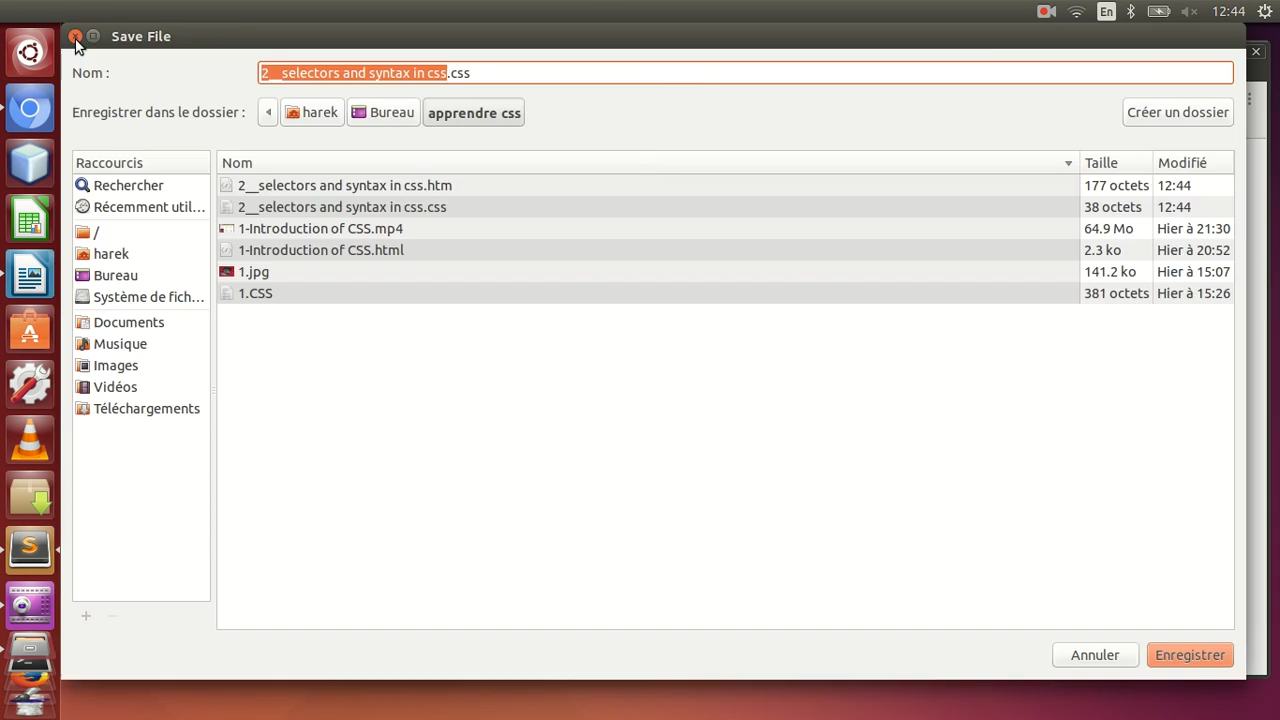 En 12:44
Save File
Nom : 2__selectors and syntax in css.css
Enregistrer dans le dossier : harek Bureau apprendre css Créer un dossier
Raccourcis Nom Taille Modifié
Rechercher 2__selectors and syntax in css.htm 177 octets 12:44
Récemment util... 2__selectors and syntax in css.css 38 octets 12:44
/ 1-Introduction of CSS.mp4 64.9 Mo Hier à 21:30
harek 1-Introduction of CSS.html 2.3 ko Hier à 20:52
Bureau 1.jpg 141.2 ko Hier à 15:07
Système de fich... 1.CSS 381 octets Hier à 15:26
Documents
Musique
Images
Vidéos
Téléchargements
Annuler Enregistrer